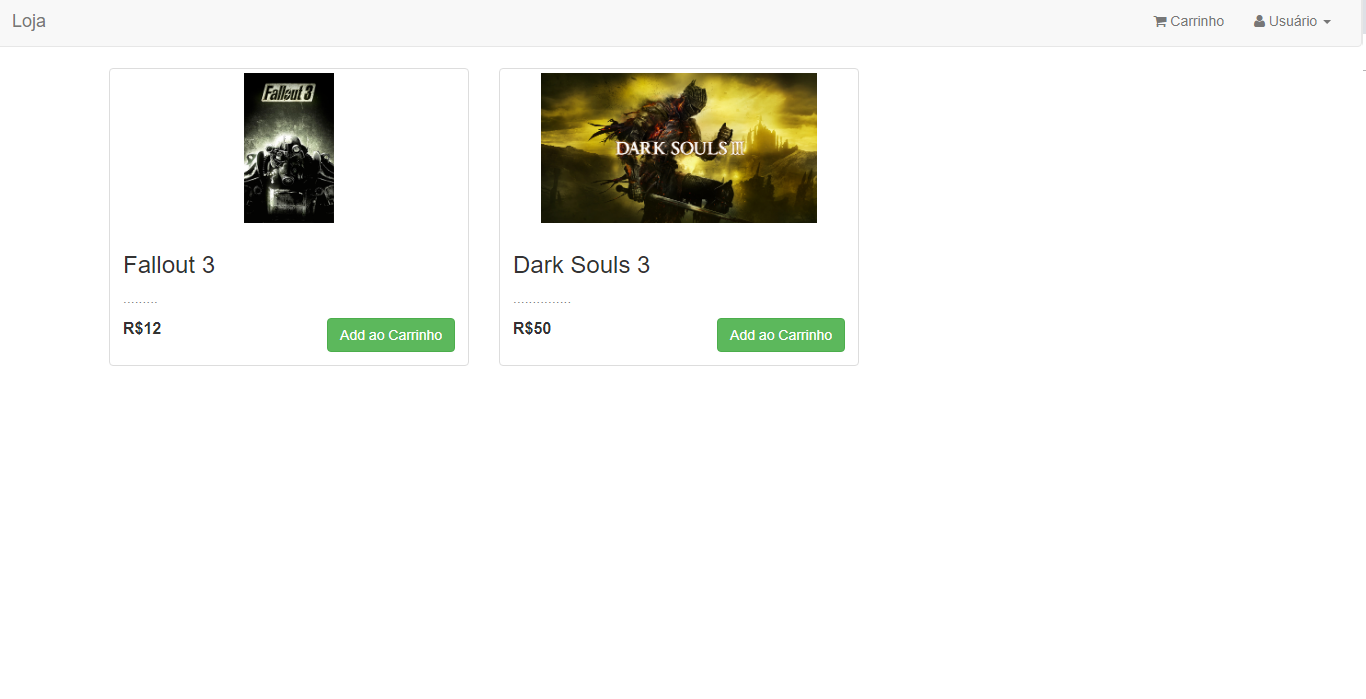 Loja
Carrinho
Usuário
Fallout 3
DARK SOULS III
Fallout 3
Dark Souls 3
.........
...............
R$12
Add ao Carrinho
R$50
Add ao Carrinho